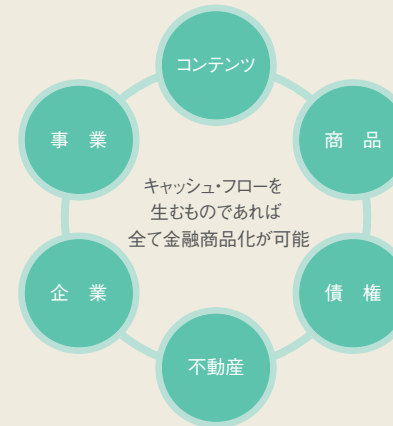 コンテンツ
事　業
商　品
キャッシュ・フローを
生むものであれば
全て金融商品化が可能
企　業
債　権
不動産